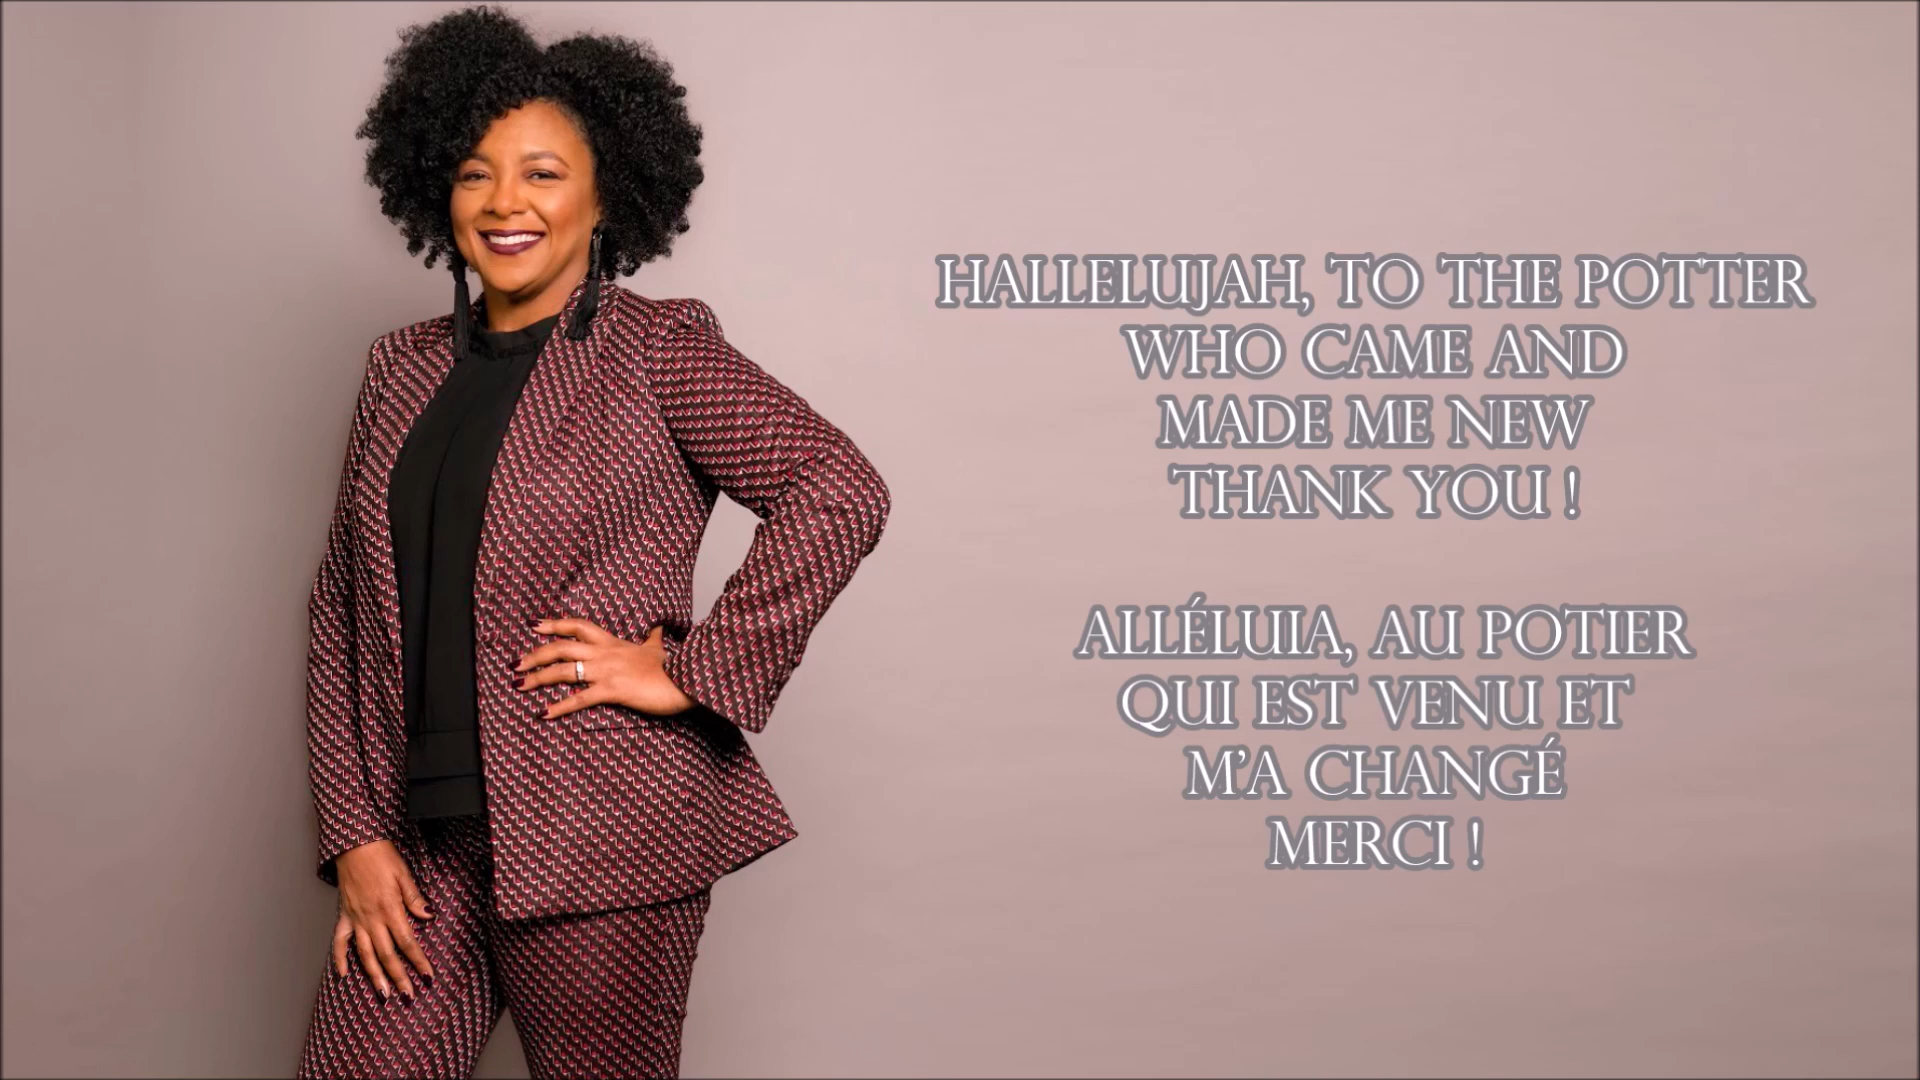 HALLELUJAH, TO THE POTTER
WHO CAME AND
MADE ME NEW
THANK YOU !
ALLÉLUIA, AU POTIER
QUI EST VENU ET
M'A CHANGÉ
MERCI !